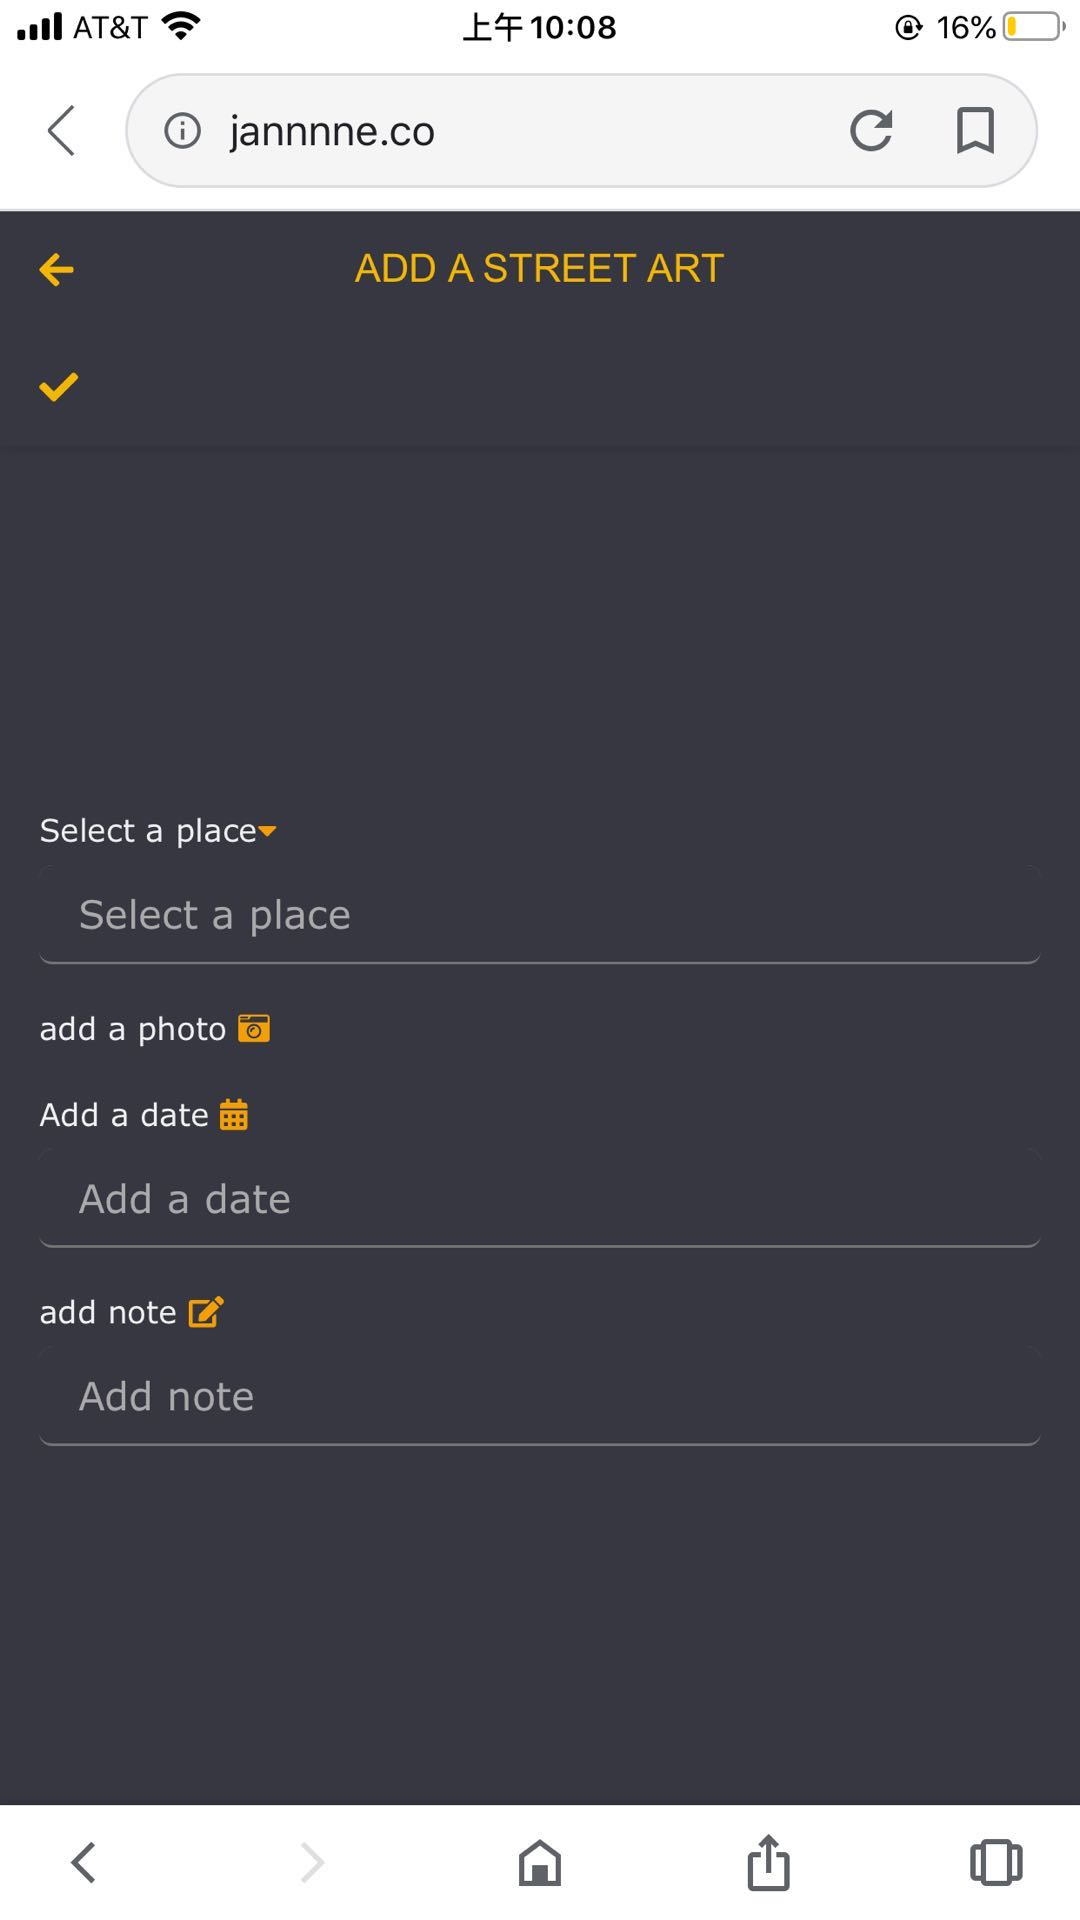 AT&T 上午10:08 16%
jannnne.co
ADD A STREET ART
Select a place
Select a place
add a photo
Add a date
Add a date
add note
Add note